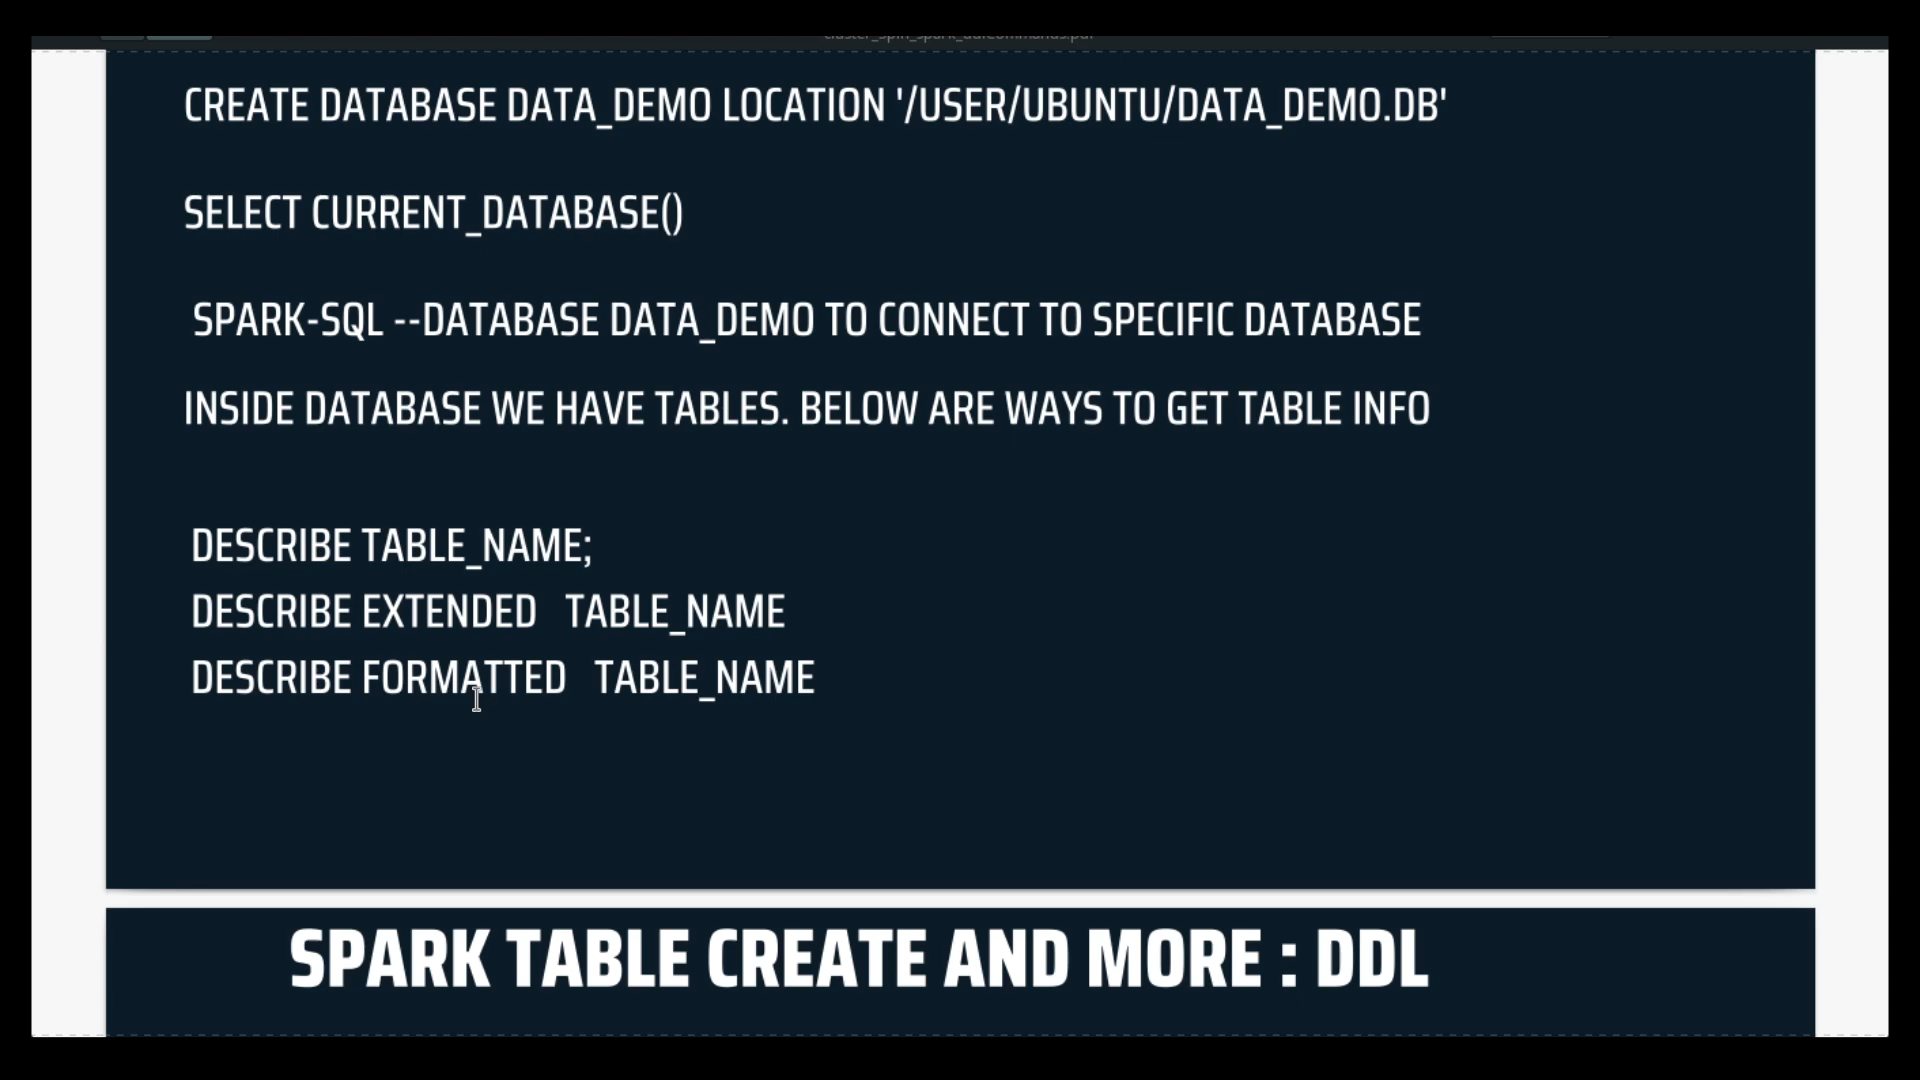 CREATE DATABASE DATA_DEMO LOCATION '/USER/UBUNTU/DATA_DEMO.DB'
SELECT CURRENT_DATABASE()
SPARK-SQL --DATABASE DATA_DEMO TO CONNECT TO SPECIFIC DATABASE
INSIDE DATABASE WE HAVE TABLES. BELOW ARE WAYS TO GET TABLE INFO
DESCRIBE TABLE_NAME;
DESCRIBE EXTENDED   TABLE_NAME
DESCRIBE FORMATTED   TABLE_NAME
SPARK TABLE CREATE AND MORE : DDL